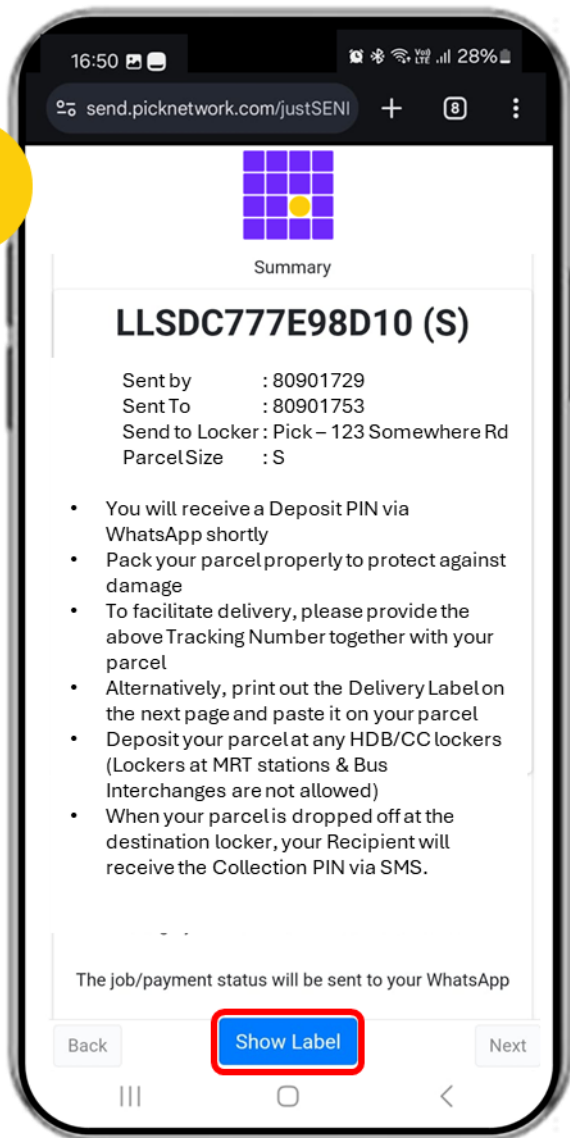 16:50 28%
send.picknetwork.com/justSENI 8
Summary
LLSDC777E98D10 (S)
Sent by : 80901729
Sent To : 80901753
Send to Locker : Pick – 123 Somewhere Rd
Parcel Size : S
• You will receive a Deposit PIN via
WhatsApp shortly
• Pack your parcel properly to protect against
damage
• To facilitate delivery, please provide the
above Tracking Number together with your
parcel
• Alternatively, print out the Delivery Label on
the next page and paste it on your parcel
• Deposit your parcel at any HDB/CC lockers
(Lockers at MRT stations & Bus
Interchanges are not allowed)
• When your parcel is dropped off at the
destination locker, your Recipient will
receive the Collection PIN via SMS.
The job/payment status will be sent to your WhatsApp
Back Show Label Next